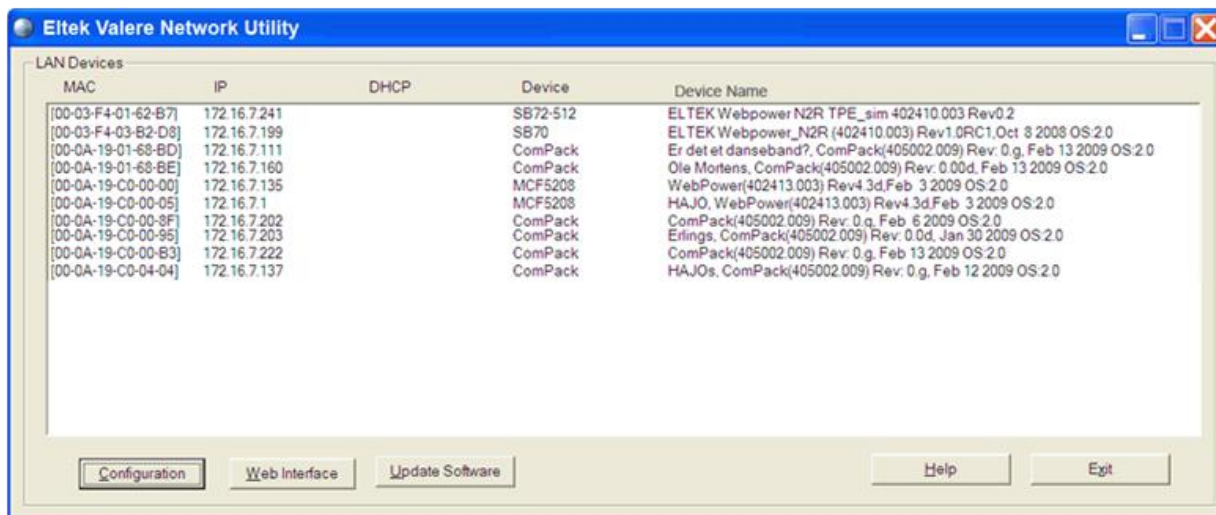 Eltek Valere Network Utility
LAN Devices
MAC IP DHCP Device Device Name
[00-03-F4-01-62-B7] 172.16.7.241 SB72-512 ELTEK Webpower N2R TPE_sim 402410.003 Rev0.2
[00-03-F4-03-B2-D8] 172.16.7.199 SB70 ELTEK Webpower_N2R (402410.003) Rev1.0RC1,Oct 8 2008 OS:2.0
[00-0A-19-01-68-BD] 172.16.7.111 ComPack Er det et danseband?, ComPack(405002.009) Rev: 0.g, Feb 13 2009 OS:2.0
[00-0A-19-01-68-BE] 172.16.7.160 ComPack Ole Mortens, ComPack(405002.009) Rev: 0.00d, Feb 13 2009 OS:2.0
[00-0A-19-C0-00-00] 172.16.7.135 MCF5208 WebPower(402413.003) Rev4.3d,Feb 3 2009 OS:2.0
[00-0A-19-C0-00-05] 172.16.7.1 MCF5208 HAJO, WebPower(402413.003) Rev4.3d,Feb 3 2009 OS:2.0
[00-0A-19-C0-00-8F] 172.16.7.202 ComPack ComPack(405002.009) Rev: 0.g, Feb 6 2009 OS:2.0
[00-0A-19-C0-00-95] 172.16.7.203 ComPack Erlings, ComPack(405002.009) Rev: 0.0d, Jan 30 2009 OS:2.0
[00-0A-19-C0-00-B3] 172.16.7.222 ComPack ComPack(405002.009) Rev: 0.g, Feb 13 2009 OS:2.0
[00-0A-19-C0-04-04] 172.16.7.137 ComPack HAJOs, ComPack(405002.009) Rev: 0.g, Feb 12 2009 OS:2.0
Configuration Web Interface Update Software Help Exit